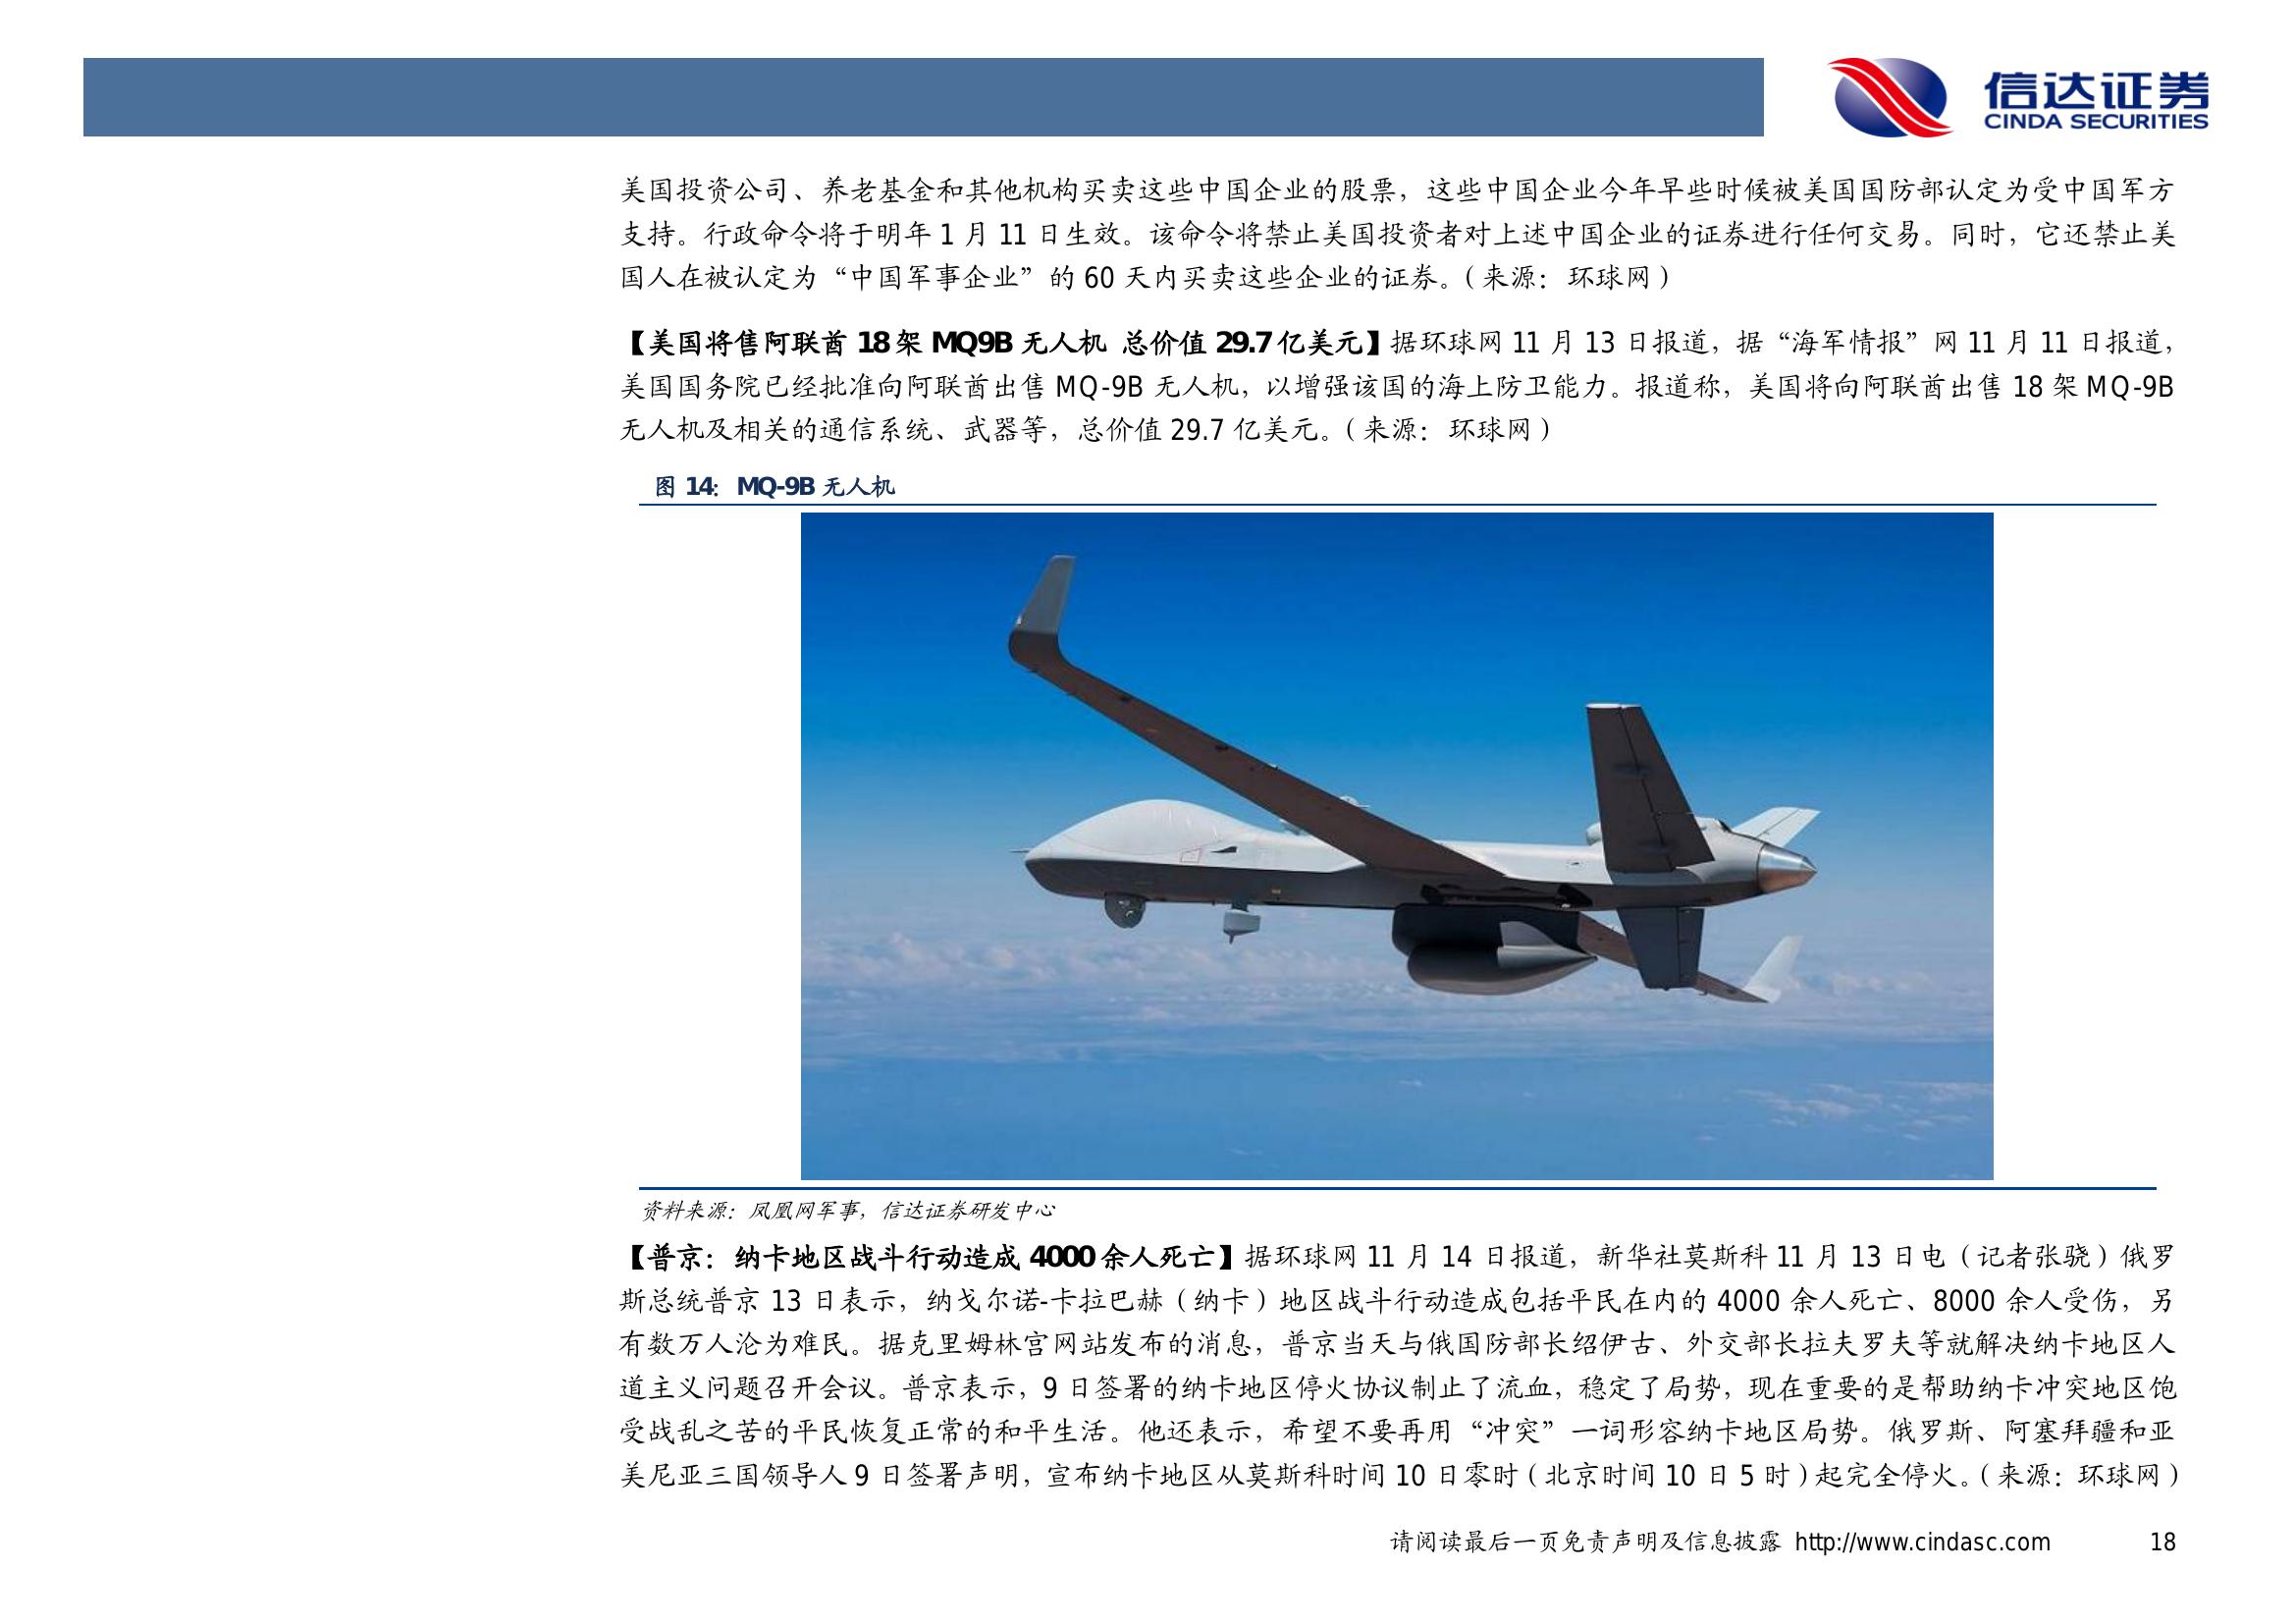 信达证券
CINDA SECURITIES
美国投资公司、养老基金和其他机构买卖这些中国企业的股票，这些中国企业今年早些时候被美国国防部认定为受中国军方
支持。行政命令将于明年 1 月 11 日生效。该命令将禁止美国投资者对上述中国企业的证券进行任何交易。同时，它还禁止美
国人在被认定为“中国军事企业”的 60 天内买卖这些企业的证券。（来源：环球网）
【美国将售阿联酋 18 架 MQ9B 无人机 总价值 29.7 亿美元】据环球网 11 月 13 日报道，据“海军情报”网 11 月 11 日报道，
美国国务院已经批准向阿联酋出售 MQ-9B 无人机，以增强该国的海上防卫能力。报道称，美国将向阿联酋出售 18 架 MQ-9B
无人机及相关的通信系统、武器等，总价值 29.7 亿美元。（来源：环球网）
图 14：MQ-9B 无人机
资料来源：凤凰网军事，信达证券研发中心
【普京：纳卡地区战斗行动造成 4000 余人死亡】据环球网 11 月 14 日报道，新华社莫斯科 11 月 13 日电（记者张骁）俄罗
斯总统普京 13 日表示，纳戈尔诺-卡拉巴赫（纳卡）地区战斗行动造成包括平民在内的 4000 余人死亡、8000 余人受伤，另
有数万人沦为难民。据克里姆林宫网站发布的消息，普京当天与俄国防部长绍伊古、外交部长拉夫罗夫等就解决纳卡地区人
道主义问题召开会议。普京表示，9 日签署的纳卡地区停火协议制止了流血，稳定了局势，现在重要的是帮助纳卡冲突地区饱
受战乱之苦的平民恢复正常的和平生活。他还表示，希望不要再用“冲突”一词形容纳卡地区局势。俄罗斯、阿塞拜疆和亚
美尼亚三国领导人 9 日签署声明，宣布纳卡地区从莫斯科时间 10 日零时（北京时间 10 日 5 时）起完全停火。（来源：环球网）
请阅读最后一页免责声明及信息披露 http://www.cindasc.com 18